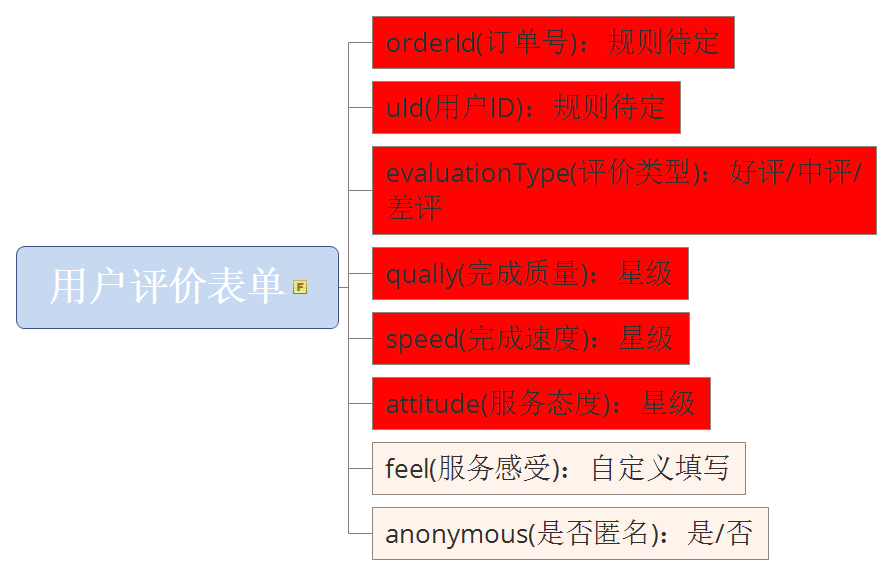 orderId(订单号)：规则待定
uId(用户ID)：规则待定
evaluationType(评价类型)：好评/中评/
差评
用户评价表单
F
qually(完成质量)：星级
speed(完成速度)：星级
attitude(服务态度)：星级
feel(服务感受)：自定义填写
anonymous(是否匿名)：是/否